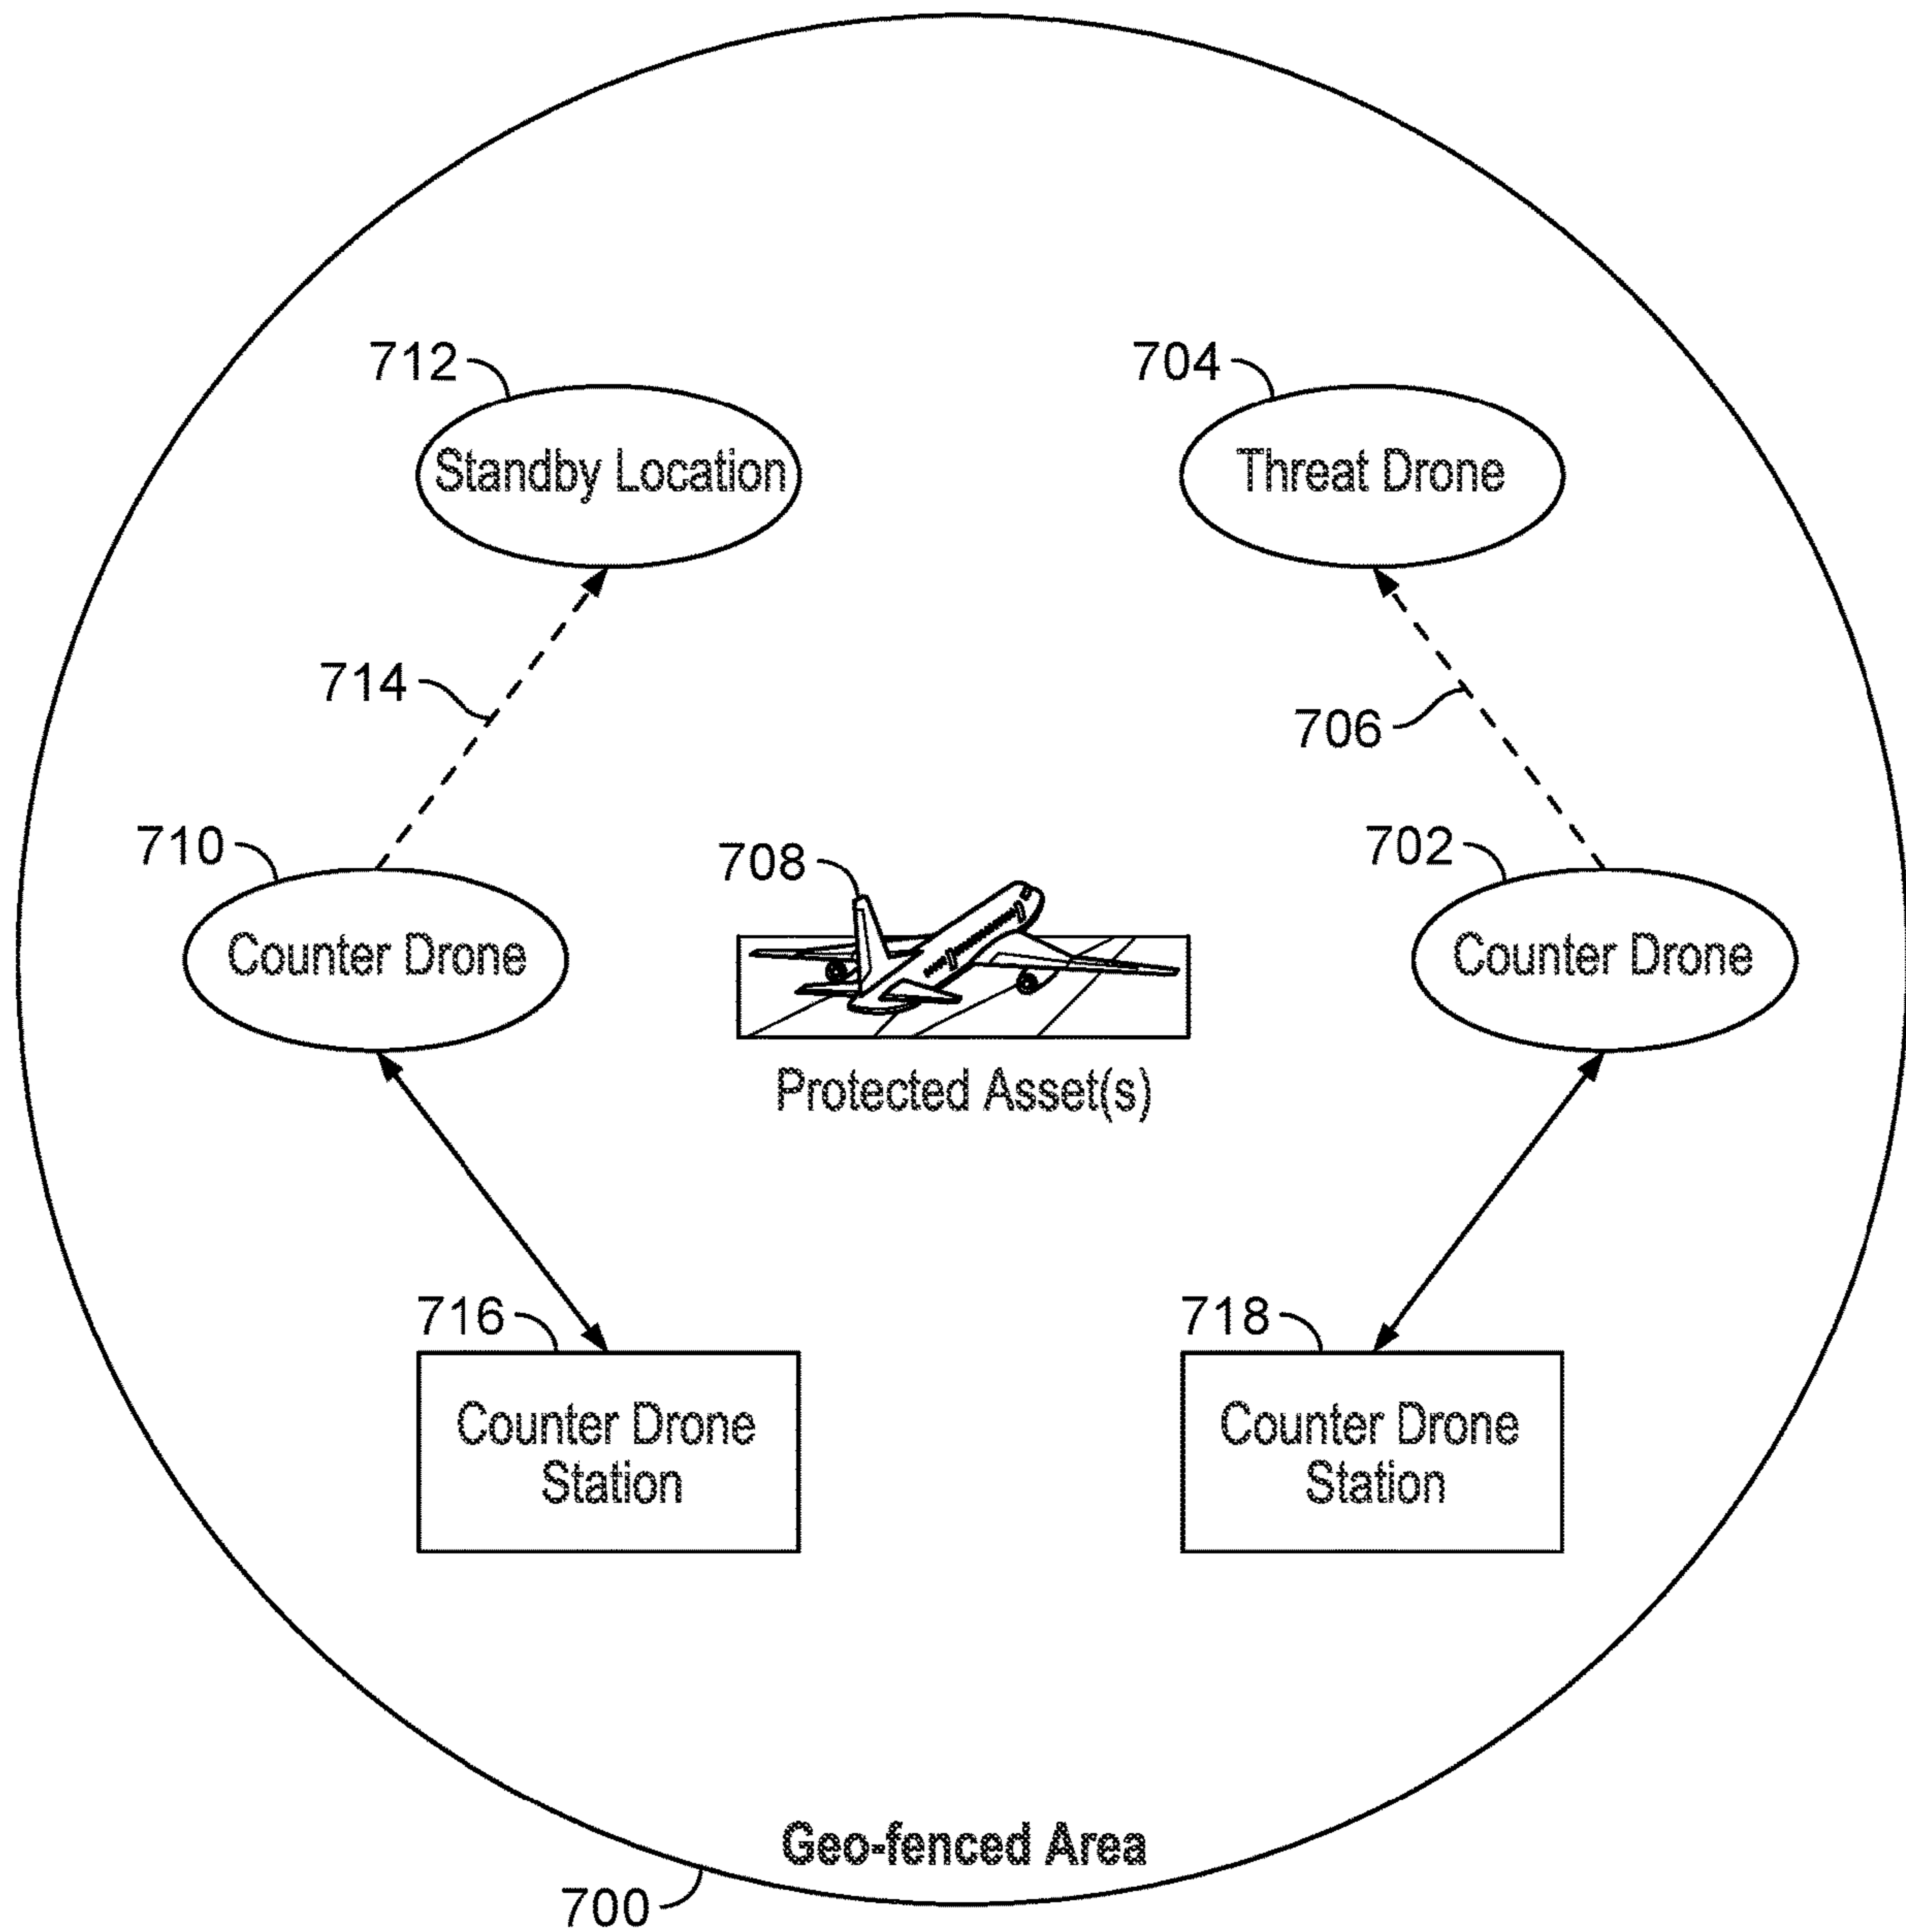 712
704
Standby Location
Threat Drone
714
706
710
708
702
Counter Drone
Counter Drone
Protected Asset(s)
716
718
Counter Drone
Station
Counter Drone
Station
Geo-fenced Area
700